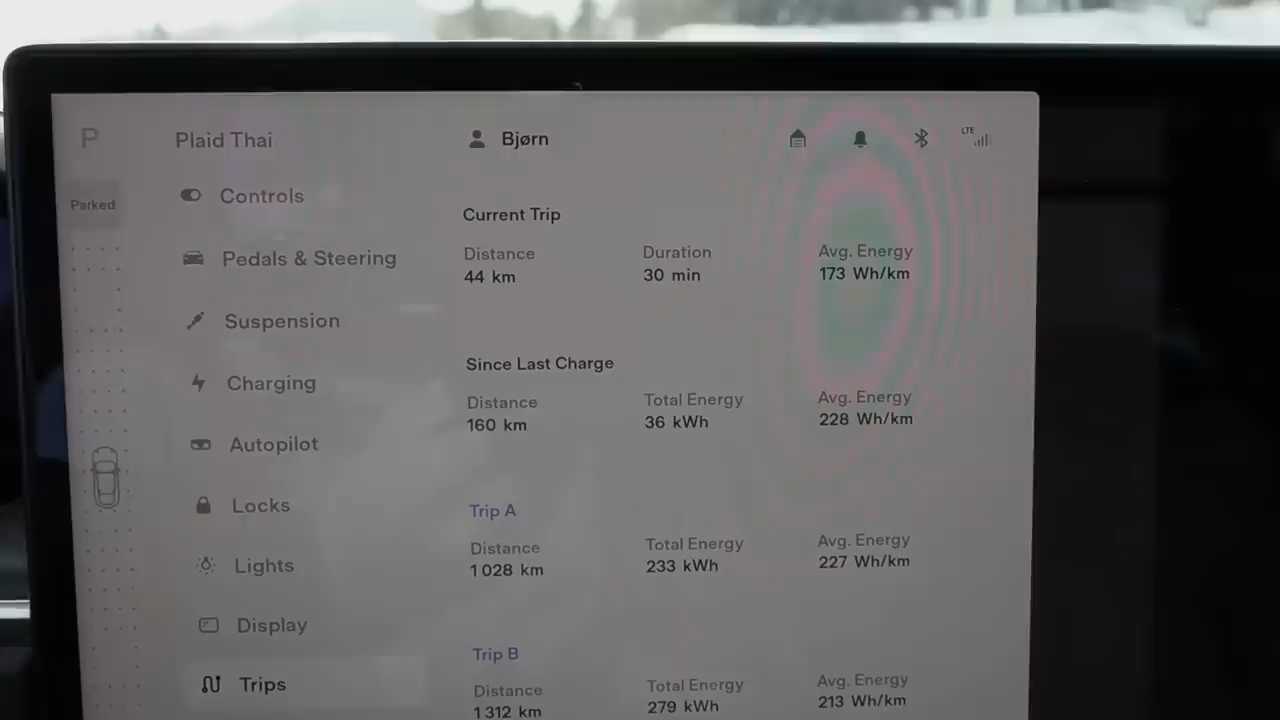 P
Parked
Plaid Thai
Bjørn
LTE
Controls
Pedals & Steering
Suspension
Charging
Autopilot
Locks
Lights
Display
Trips
Current Trip
Distance Duration Avg. Energy
44 km 30 min 173 Wh/km
Since Last Charge
Distance Total Energy Avg. Energy
160 km 36 kWh 228 Wh/km
Trip A
Distance Total Energy Avg. Energy
1 028 km 233 kWh 227 Wh/km
Trip B
Distance Total Energy Avg. Energy
1 312 km 279 kWh 213 Wh/km